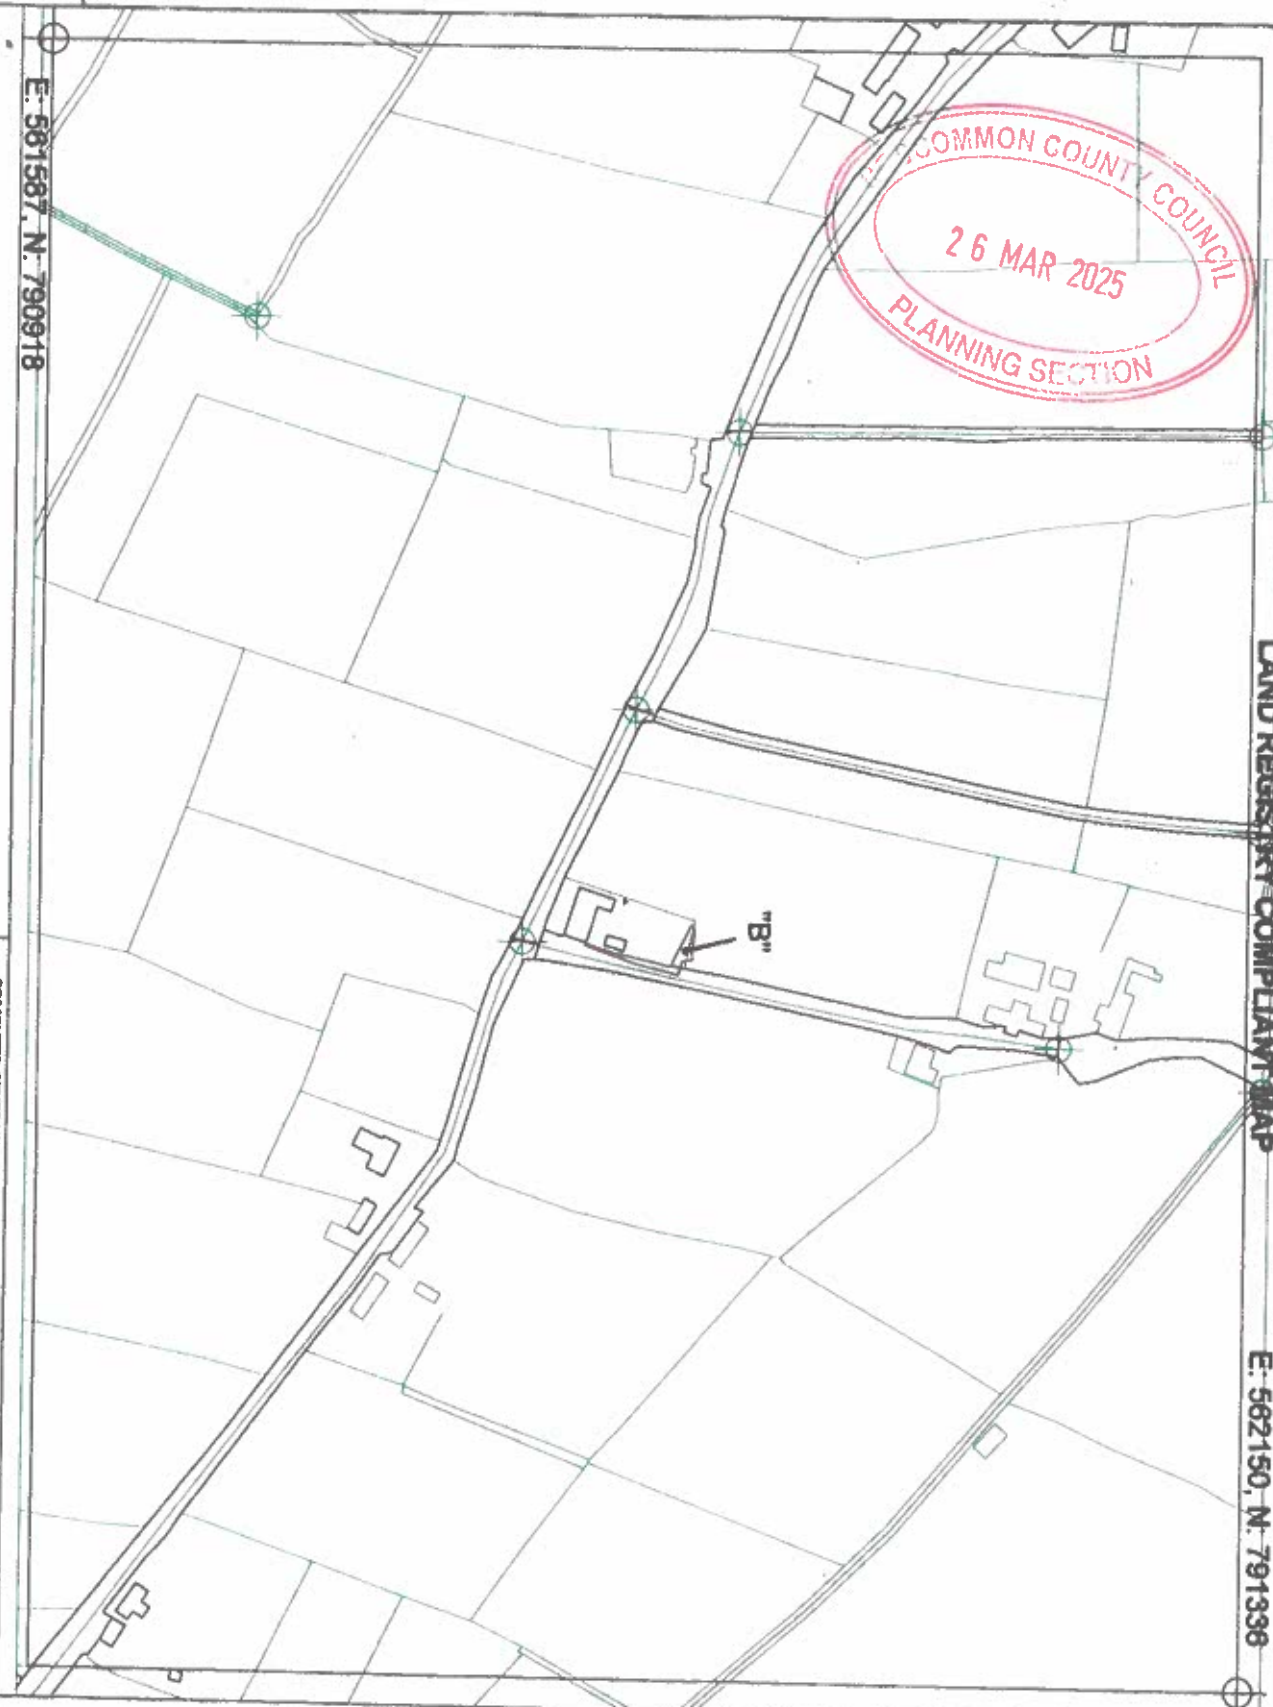 LAND REGISTRY COMPLIANT MAP
E: 562150, N: 791336
E: 561587, N: 790918
"B"
COMMON COUNTY COUNCIL
26 MAR 2025
PLANNING SECTION